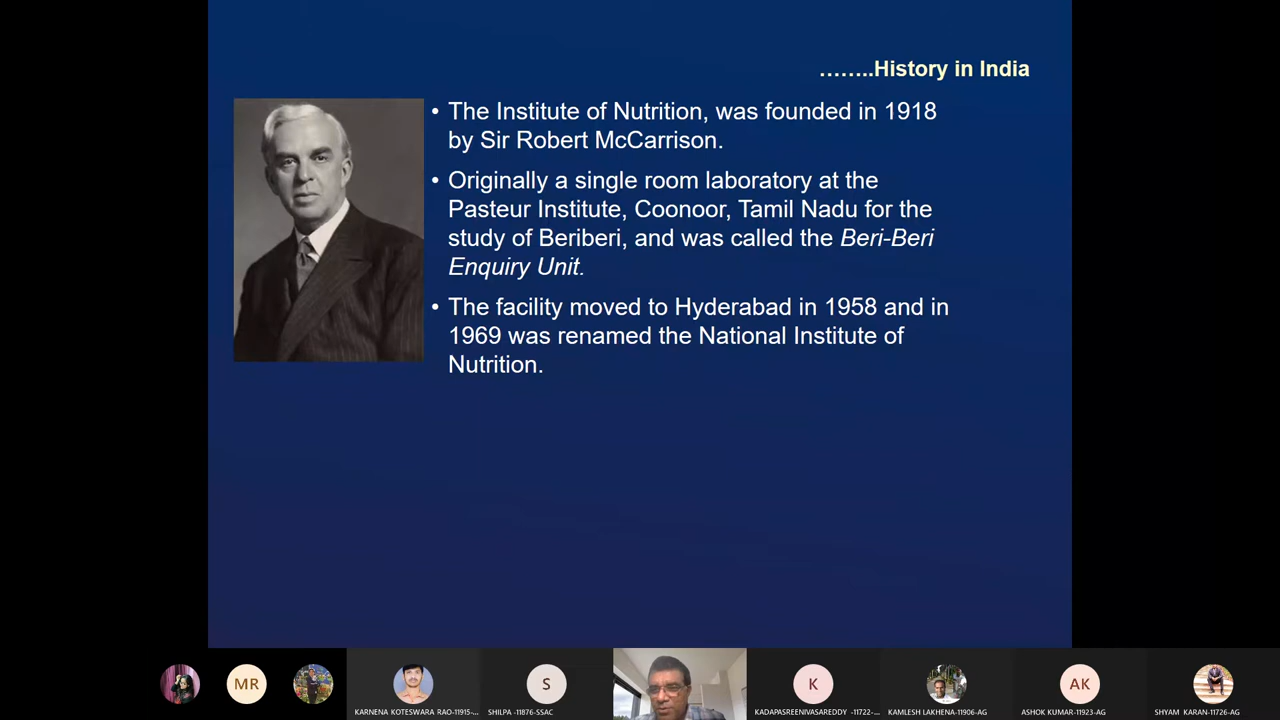 ……..History in India
• The Institute of Nutrition, was founded in 1918
by Sir Robert McCarrison.
• Originally a single room laboratory at the
Pasteur Institute, Coonoor, Tamil Nadu for the
study of Beriberi, and was called the Beri-Beri
Enquiry Unit.
• The facility moved to Hyderabad in 1958 and in
1969 was renamed the National Institute of
Nutrition.
MR
S
K
AK
KARNENA KOTESWARA RAO-11915-...
SHILPA -11876-SSAC
KADAPASREENIVASAREDDY -11722-...
KAMLESH LAKHENA-11906-AG
ASHOK KUMAR-11923-AG
SHYAM KARAN-11726-AG